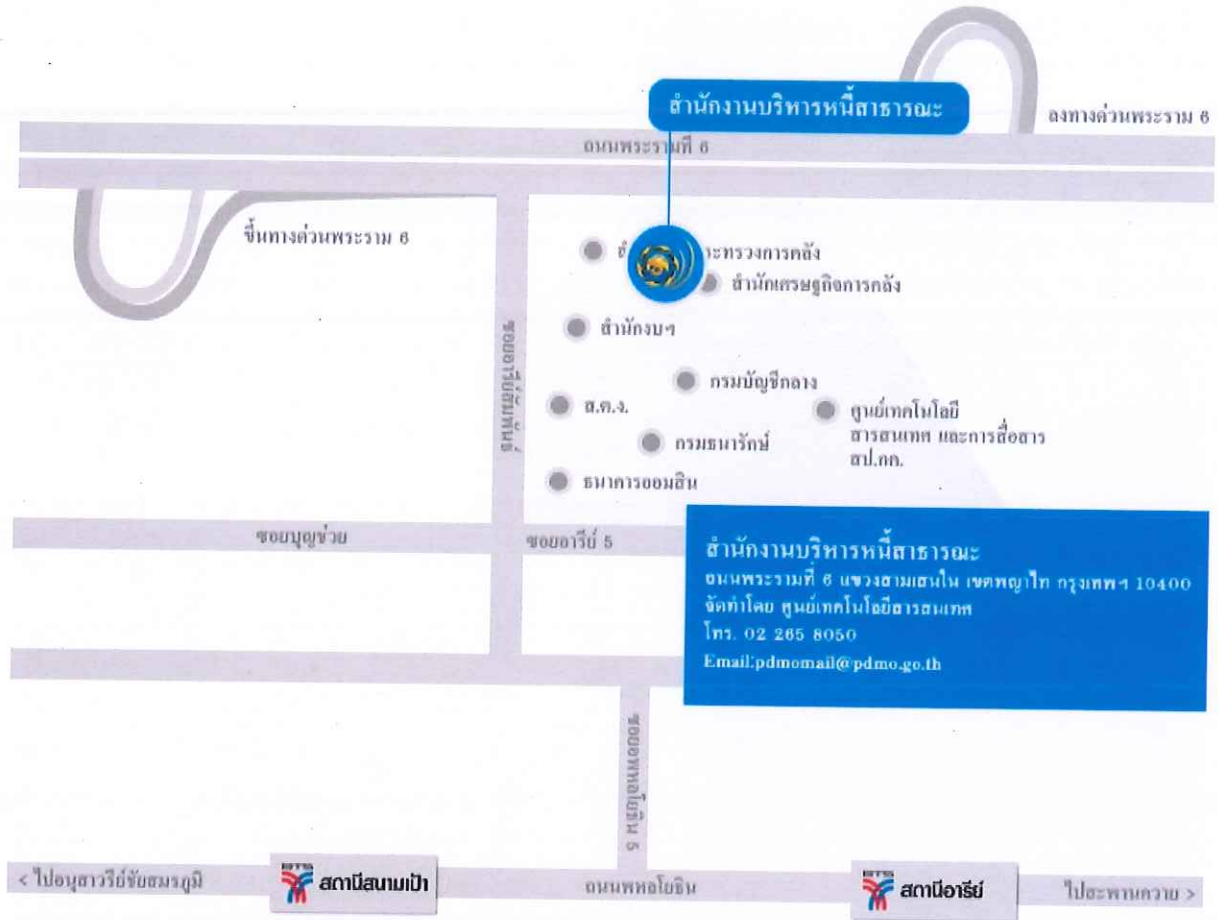 สำนักงานบริหารหนี้สาธารณะ
ลงทางด่วนพระราม 6
ถนนพระรามที่ 6
ขึ้นทางด่วนพระราม 6
ะทรวงการคลัง
สำนักเศรษฐกิจการคลัง
สำนักงบฯ
ซอยอารีย์สัมพันธ์
กรมบัญชีกลาง
ส.ต.ง.
ศูนย์เทคโนโลยี
สารสนเทศ และการสื่อสาร
สป.กค.
กรมธนารักษ์
ธนาคารออมสิน
ซอยบุญช่วย
ซอยอารีย์ 5
สำนักงานบริหารหนี้สาธารณะ
ถนนพระรามที่ 6 แขวงสามเสนใน เขตพญาไท กรุงเทพฯ 10400
จัดทำโดย ศูนย์เทคโนโลยีสารสนเทศ
โทร. 02 265 8050
Email:pdmomail@pdmo.go.th
ซอยอพหลโยธิน 5
< ไปอนุสาวรีย์ชัยสมรภูมิ
BTS
สถานีสนามเป้า
ถนนพหลโยธิน
BTS
สถานีอารีย์
ไปสะพานควาย >